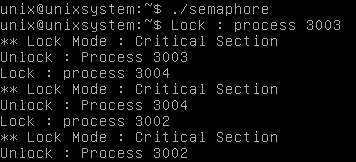 unix@unixsystem:~$ ./semaphore
unix@unixsystem:~$ Lock : process 3003
** Lock Mode : Critical Section
Unlock : Process 3003
Lock : process 3004
** Lock Mode : Critical Section
Unlock : Process 3004
Lock : process 3002
** Lock Mode : Critical Section
Unlock : Process 3002